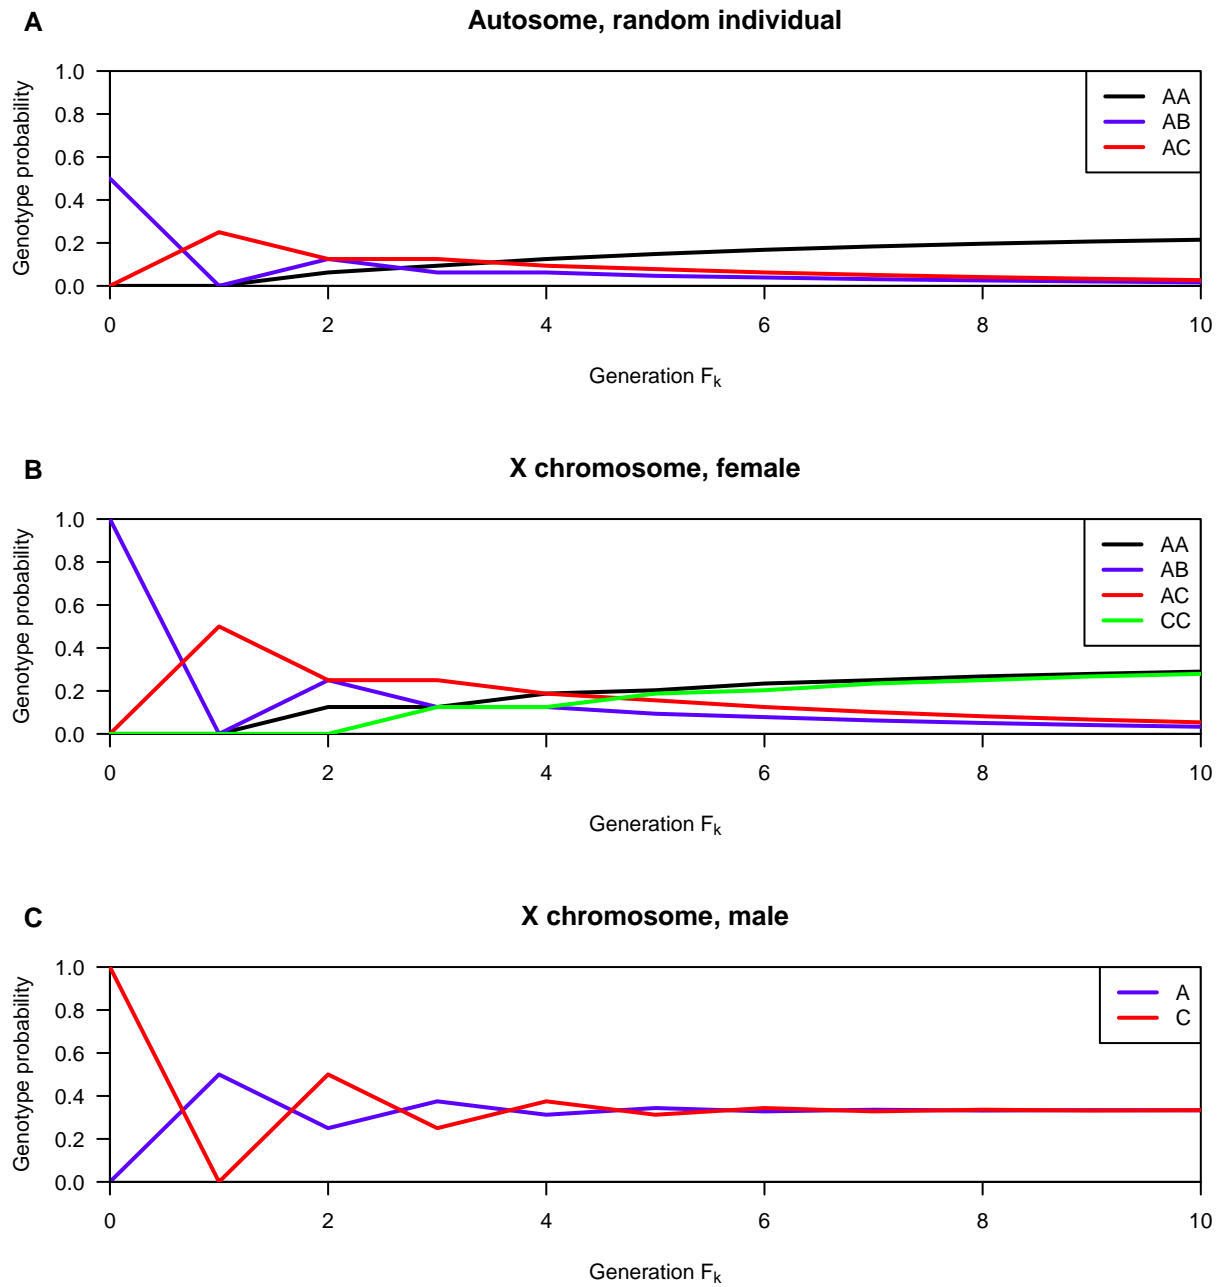 A
Autosome, random individual
Genotype probability
1.0
0.8
0.6
0.4
0.2
0.0
AA
AB
AC
0 2 4 6 8 10
Generation Fk
B
X chromosome, female
Genotype probability
1.0
0.8
0.6
0.4
0.2
0.0
AA
AB
AC
CC
0 2 4 6 8 10
Generation Fk
C
X chromosome, male
Genotype probability
1.0
0.8
0.6
0.4
0.2
0.0
A
C
0 2 4 6 8 10
Generation Fk